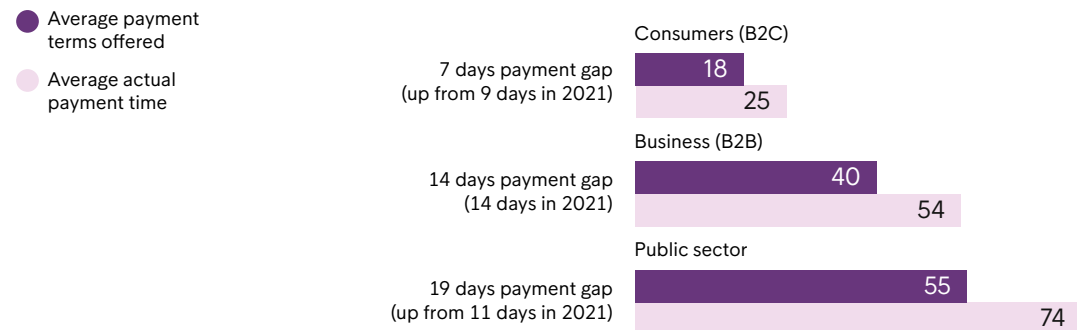 Average payment
terms offered
Average actual
payment time
Consumers (B2C)
7 days payment gap
(up from 9 days in 2021)
18
25
Business (B2B)
14 days payment gap
(14 days in 2021)
40
54
Public sector
19 days payment gap
(up from 11 days in 2021)
55
74